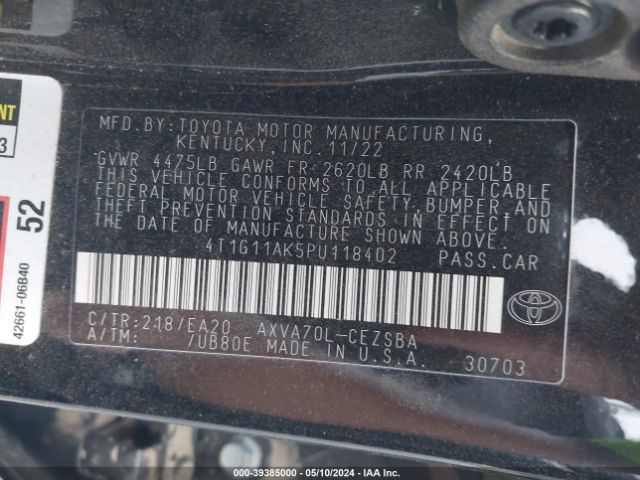 MFD.BY:TOYOTA MOTOR MANUFACTURING,
KENTUCKY,INC.11/22
GVWR 4475LB GAWR FR 2620LB RR 2420LB
THIS VEHICLE CONFORMS TO ALL APPLICABLE
FEDERAL MOTOR VEHICLE SAFETY,BUMPER,AND
THEFT PREVENTION STANDARDS IN EFFECT ON
THE DATE OF MANUFACTURE SHOWN ABOVE.
4T1G11AK5PU118402 PASS.CAR
C/TR:218/EA20 AXVA70L-CEZSBA
A/TM: /UB80E MADE IN U.S.A. 30703
TOYOTA
52
42661-06B40
3
000-39385000 - 05/10/2024 - IAA Inc.